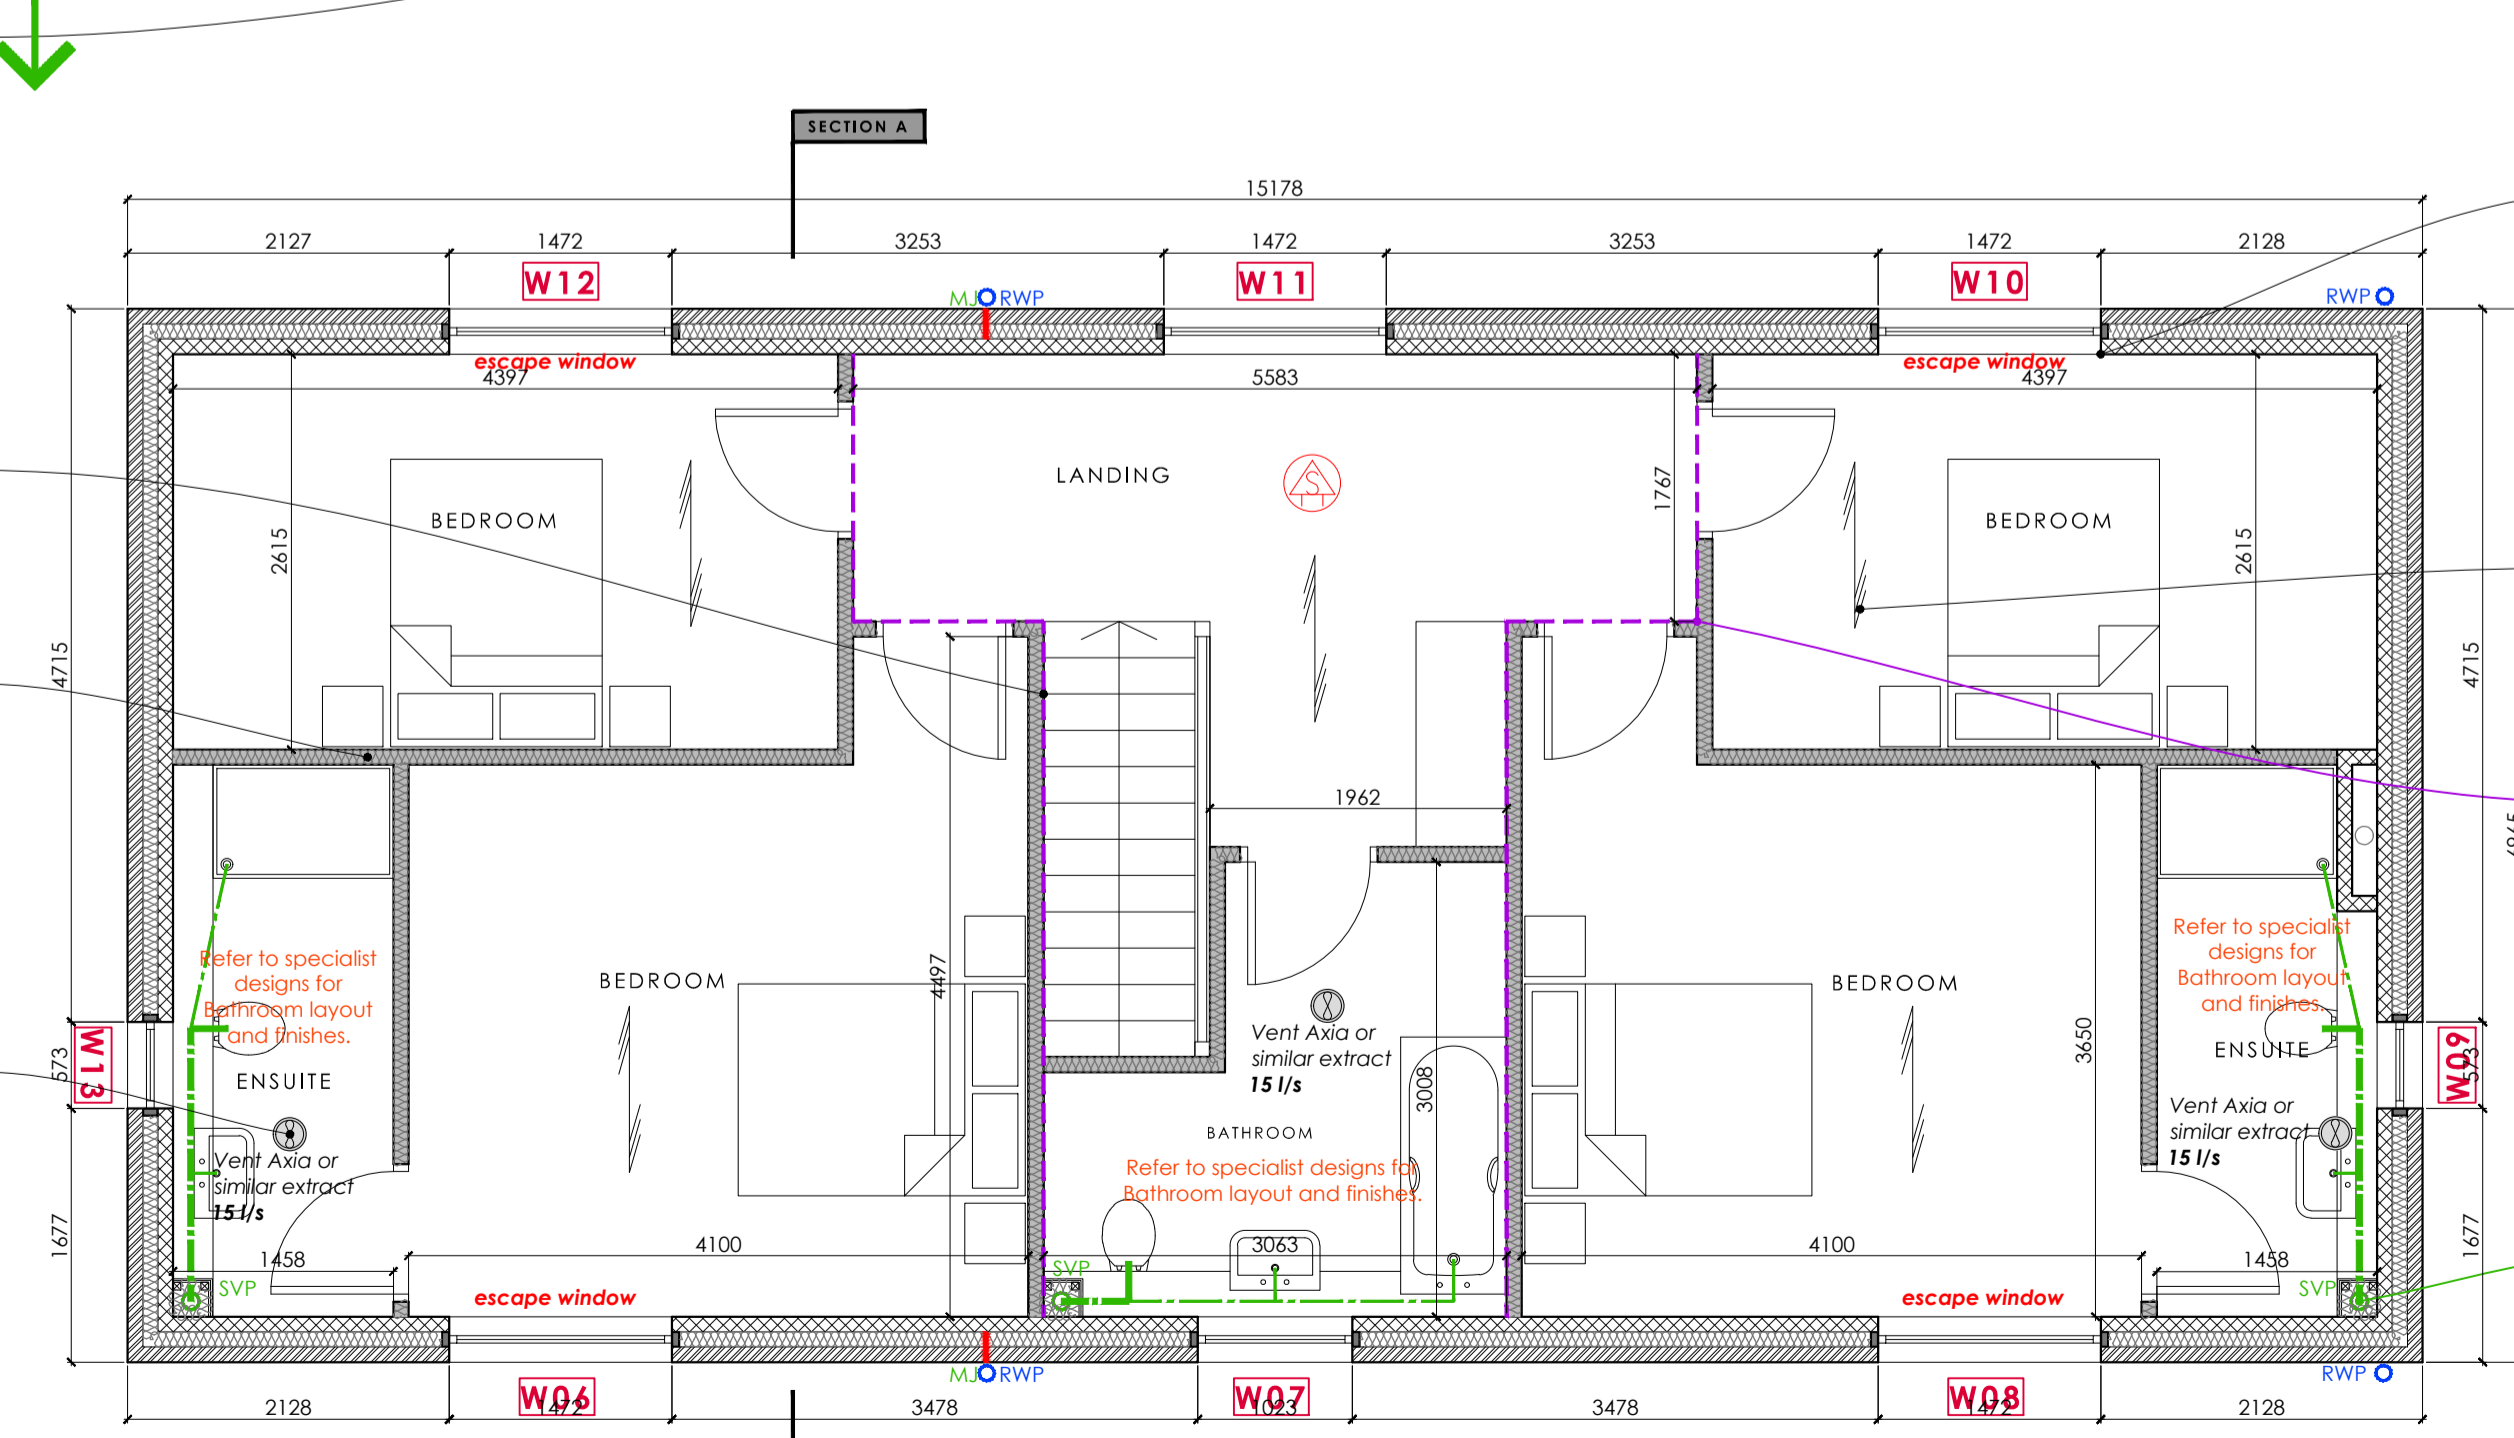 SECTION A
15178
2127
1472
3253
1472
3253
1472
2128
W12
W11
W10
MJ
RWP
RWP
escape window
escape window
4397
5583
4397
LANDING
S
1767
BEDROOM
BEDROOM
2615
2615
4715
4715
1962
4497
BEDROOM
BEDROOM
3650
Refer to specialist
designs for
Bathroom layout
and finishes.
Refer to specialist
designs for
Bathroom layout
and finishes.
W13
573
W09
573
ENSUITE
ENSUITE
Vent Axia or
similar extract
15 l/s
Vent Axia or
similar extract
15 l/s
Vent Axia or
similar extract
15 l/s
3008
BATHROOM
Refer to specialist designs for
Bathroom layout and finishes.
1677
1677
1458
4100
3063
4100
1458
SVP
SVP
SVP
escape window
escape window
MJ
RWP
RWP
W06
W07
W08
2128
1472
3478
1023
3478
1472
2128